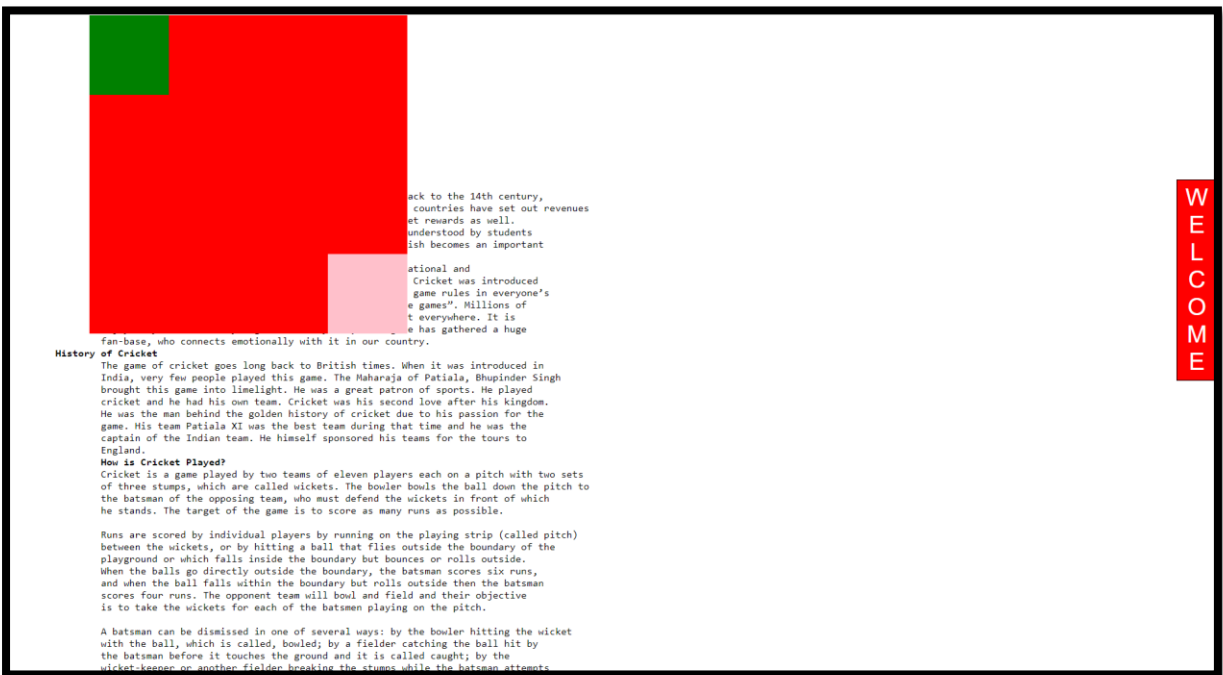 ack to the 14th century,
countries have set out revenues
et rewards as well.
understood by students
ish becomes an important
ational and
Cricket was introduced
game rules in everyone’s
e games”. Millions of
t everywhere. It is
e has gathered a huge
fan-base, who connects emotionally with it in our country.
History of Cricket
The game of cricket goes long back to British times. When it was introduced in
India, very few people played this game. The Maharaja of Patiala, Bhupinder Singh
brought this game into limelight. He was a great patron of sports. He played
cricket and he had his own team. Cricket was his second love after his kingdom.
He was the man behind the golden history of cricket due to his passion for the
game. His team Patiala XI was the best team during that time and he was the
captain of the Indian team. He himself sponsored his teams for the tours to
England.
How is Cricket Played?
Cricket is a game played by two teams of eleven players each on a pitch with two sets
of three stumps, which are called wickets. The bowler bowls the ball down the pitch to
the batsman of the opposing team, who must defend the wickets in front of which
he stands. The target of the game is to score as many runs as possible.
Runs are scored by individual players by running on the playing strip (called pitch)
between the wickets, or by hitting a ball that flies outside the boundary of the
playground or which falls inside the boundary but bounces or rolls outside.
When the balls go directly outside the boundary, the batsman scores six runs,
and when the ball falls within the boundary but rolls outside then the batsman
scores four runs. The opponent team will bowl and field and their objective
is to take the wickets for each of the batsmen playing on the pitch.
A batsman can be dismissed in one of several ways: by the bowler hitting the wicket
with the ball, which is called, bowled; by a fielder catching the ball hit by
the batsman before it touches the ground and it is called caught; by the
wicket-keeper or another fielder breaking the stumps while the batsman attempts
W
E
L
C
O
M
E